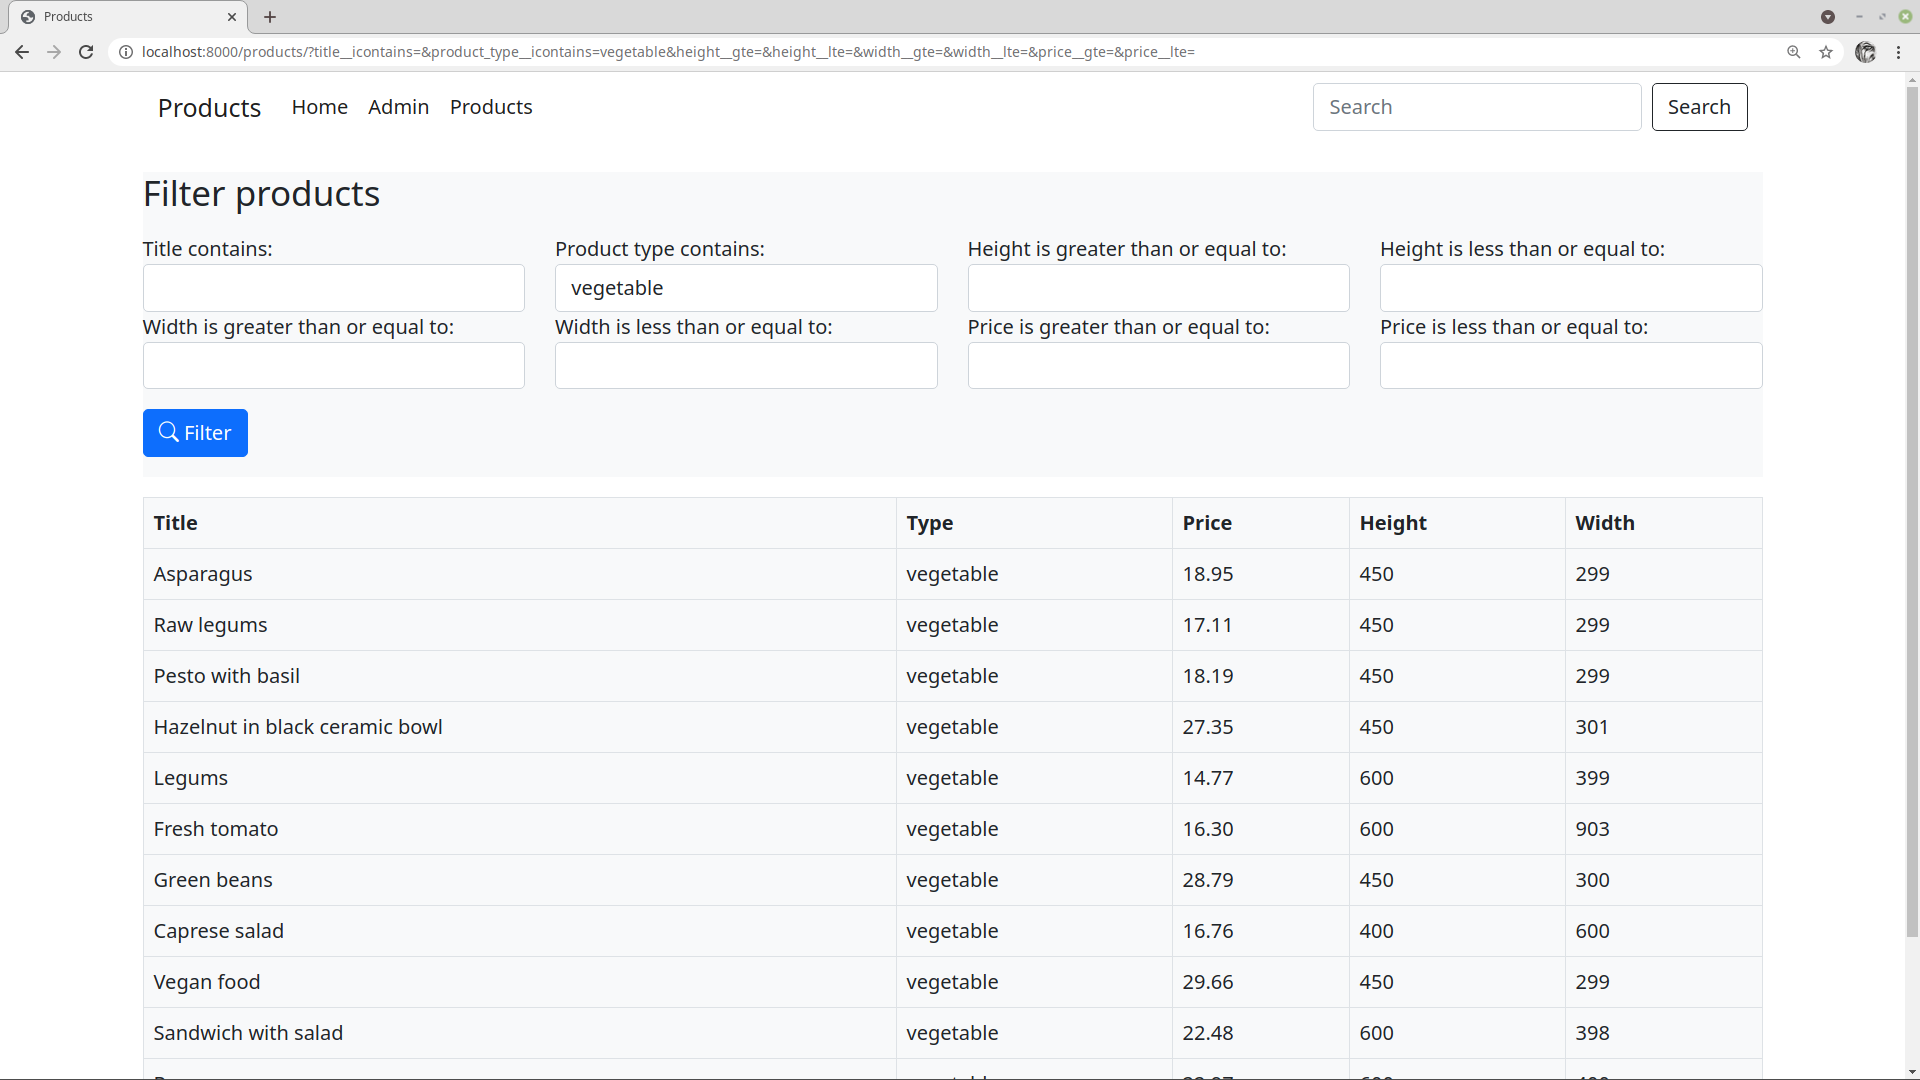 Products
localhost:8000/products/?title__icontains=&product_type__icontains=vegetable&height__gte=&height__lte=&width__gte=&width__lte=&price__gte=&price__lte=
Products Home Admin Products Search Search
Filter products
Title contains: Product type contains: Height is greater than or equal to: Height is less than or equal to:
vegetable
Width is greater than or equal to: Width is less than or equal to: Price is greater than or equal to: Price is less than or equal to:
Filter
Title Type Price Height Width
Asparagus vegetable 18.95 450 299
Raw legums vegetable 17.11 450 299
Pesto with basil vegetable 18.19 450 299
Hazelnut in black ceramic bowl vegetable 27.35 450 301
Legums vegetable 14.77 600 399
Fresh tomato vegetable 16.30 600 903
Green beans vegetable 28.79 450 300
Caprese salad vegetable 16.76 400 600
Vegan food vegetable 29.66 450 299
Sandwich with salad vegetable 22.48 600 398